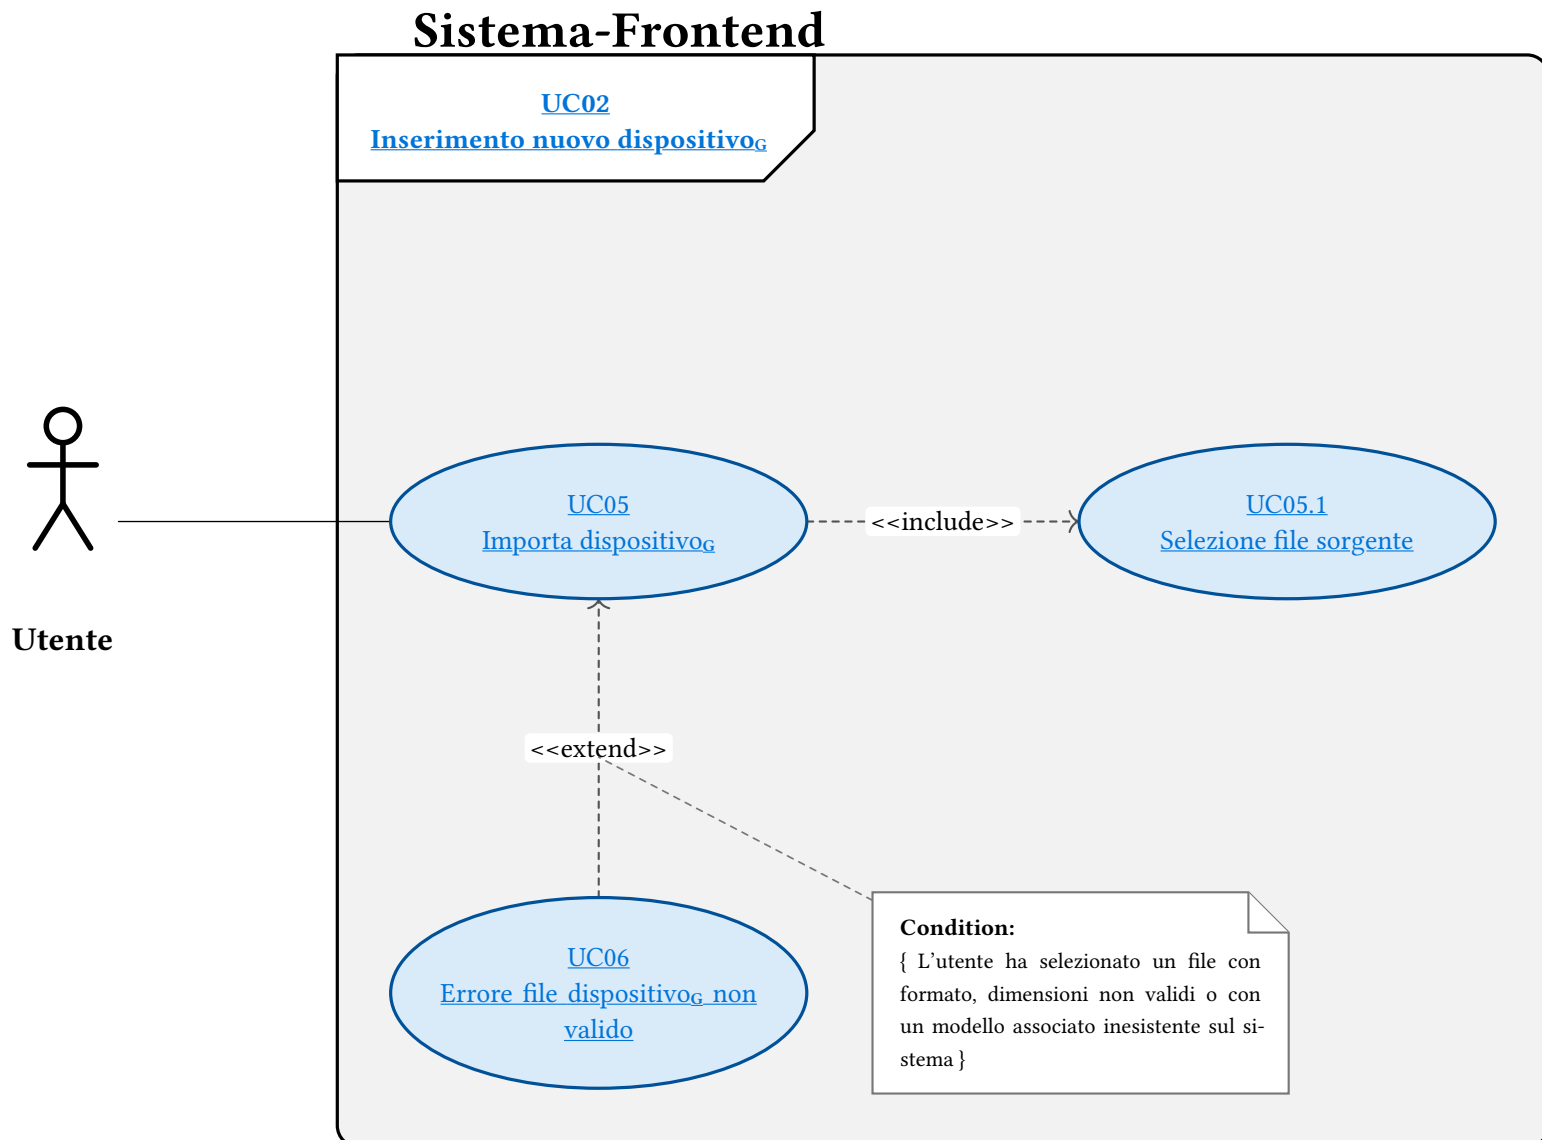 Sistema-Frontend
UC02
Inserimento nuovo dispositivoG
UC05
Importa dispositivoG
<<include>>
UC05.1
Selezione file sorgente
Utente
<<extend>>
UC06
Errore file dispositivoG non
valido
Condition:
{ L'utente ha selezionato un file con
formato, dimensioni non validi o con
un modello associato inesistente sul si-
stema }